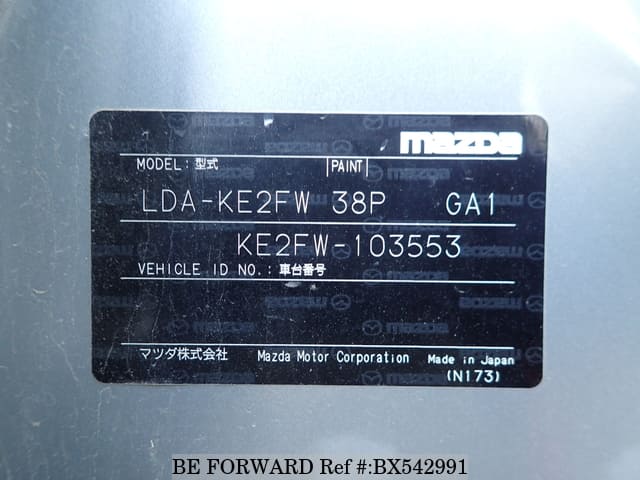 mazda
MODEL: 型式 |PAINT|
LDA-KE2FW 38P GA1
KE2FW-103553
VEHICLE ID NO.: 車台番号
マツダ株式会社 Mazda Motor Corporation Made in Japan
(N173)
BE FORWARD Ref #:BX542991